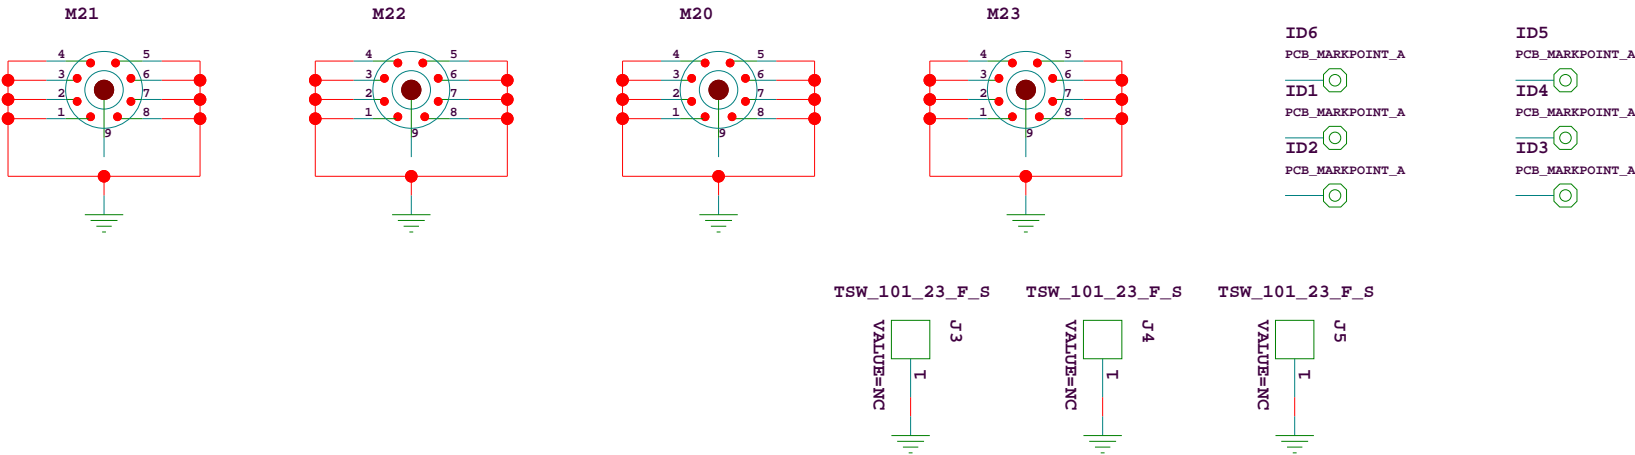 M21
M22
M20
M23
4 5
3 6
2 7
1 8
9
4 5
3 6
2 7
1 8
9
4 5
3 6
2 7
1 8
9
4 5
3 6
2 7
1 8
9
ID6
PCB_MARKPOINT_A
ID1
PCB_MARKPOINT_A
ID2
PCB_MARKPOINT_A
ID5
PCB_MARKPOINT_A
ID4
PCB_MARKPOINT_A
ID3
PCB_MARKPOINT_A
TSW_101_23_F_S
J3
VALUE=NC
1
TSW_101_23_F_S
J4
VALUE=NC
1
TSW_101_23_F_S
J5
VALUE=NC
1